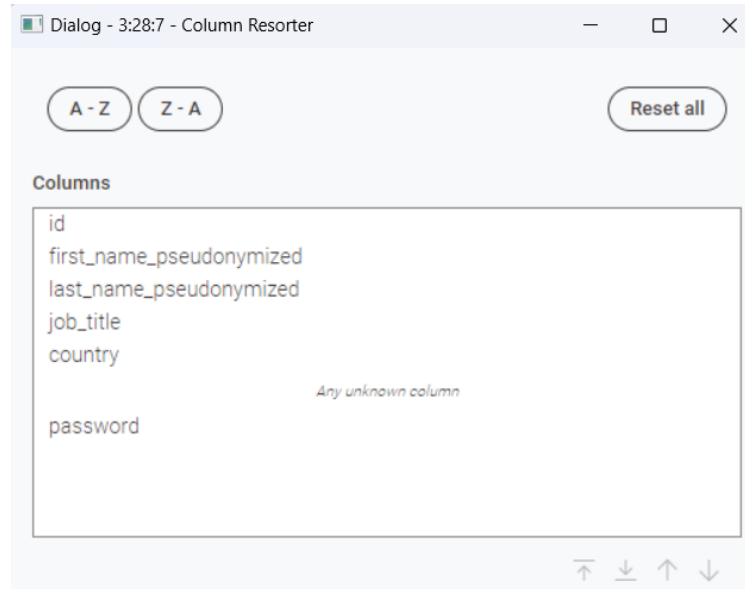 Dialog - 3:28:7 - Column Resorter
A - Z Z - A Reset all
Columns
id
first_name_pseudonymized
last_name_pseudonymized
job_title
country
Any unknown column
password